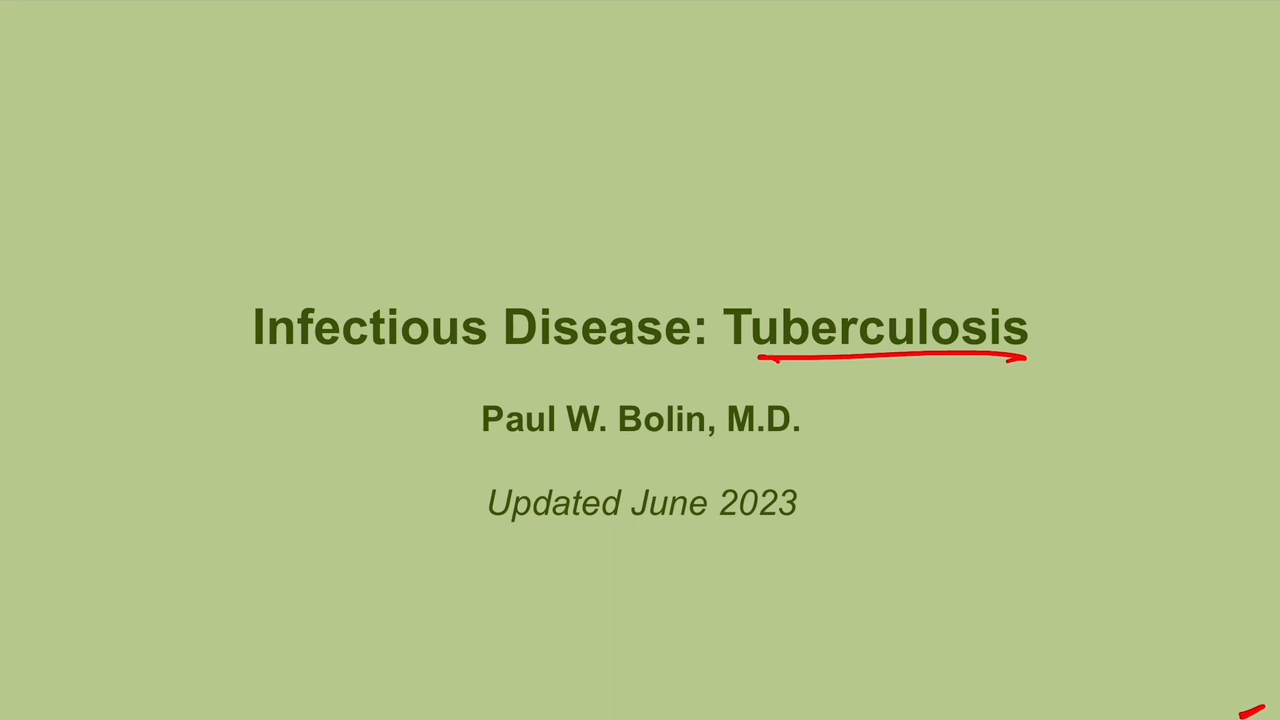 Infectious Disease: Tuberculosis
Paul W. Bolin, M.D.
Updated June 2023